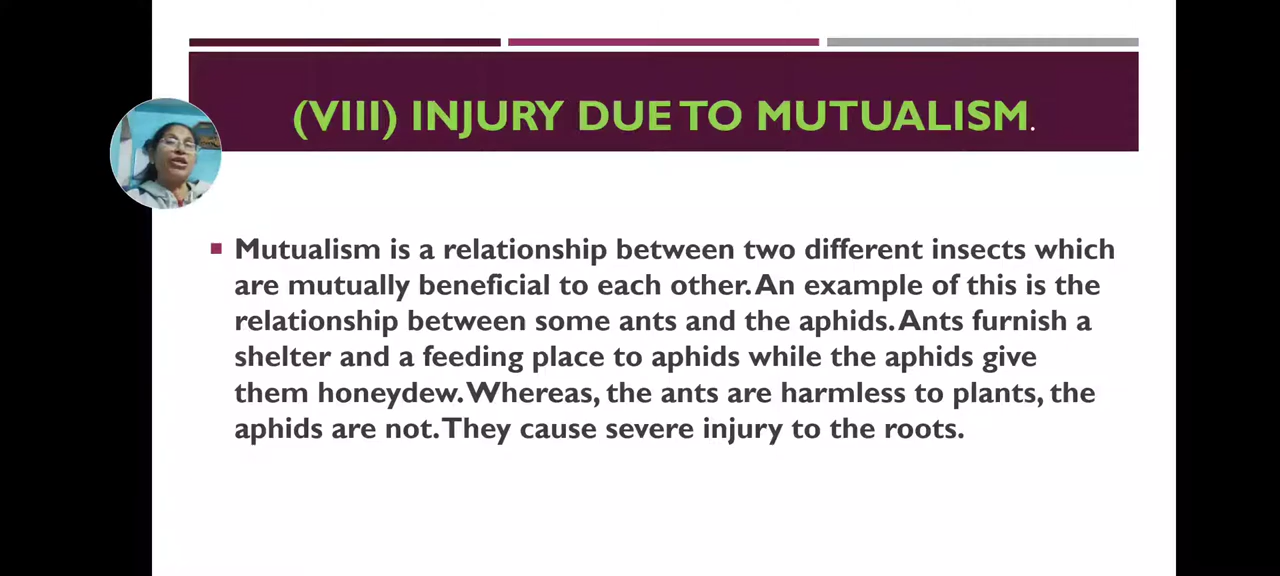 (VIII) INJURY DUE TO MUTUALISM.
Mutualism is a relationship between two different insects which
are mutually beneficial to each other. An example of this is the
relationship between some ants and the aphids. Ants furnish a
shelter and a feeding place to aphids while the aphids give
them honeydew. Whereas, the ants are harmless to plants, the
aphids are not. They cause severe injury to the roots.